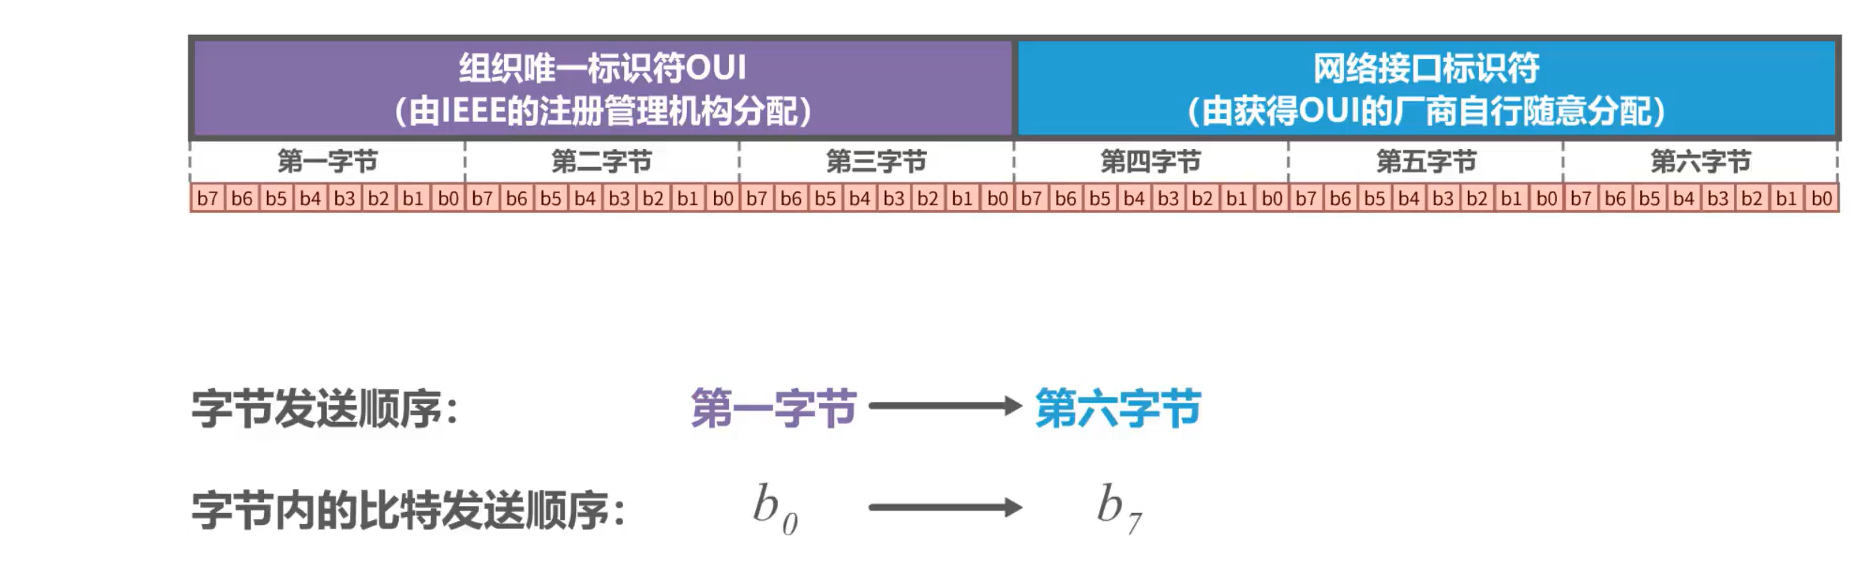 组织唯一标识符OUI
（由IEEE的注册管理机构分配）
网络接口标识符
（由获得OUI的厂商自行随意分配）
第一字节 第二字节 第三字节 第四字节 第五字节 第六字节
b7 b6 b5 b4 b3 b2 b1 b0 b7 b6 b5 b4 b3 b2 b1 b0 b7 b6 b5 b4 b3 b2 b1 b0 b7 b6 b5 b4 b3 b2 b1 b0 b7 b6 b5 b4 b3 b2 b1 b0 b7 b6 b5 b4 b3 b2 b1 b0
字节发送顺序： 第一字节 第六字节
字节内的比特发送顺序： b0 b7